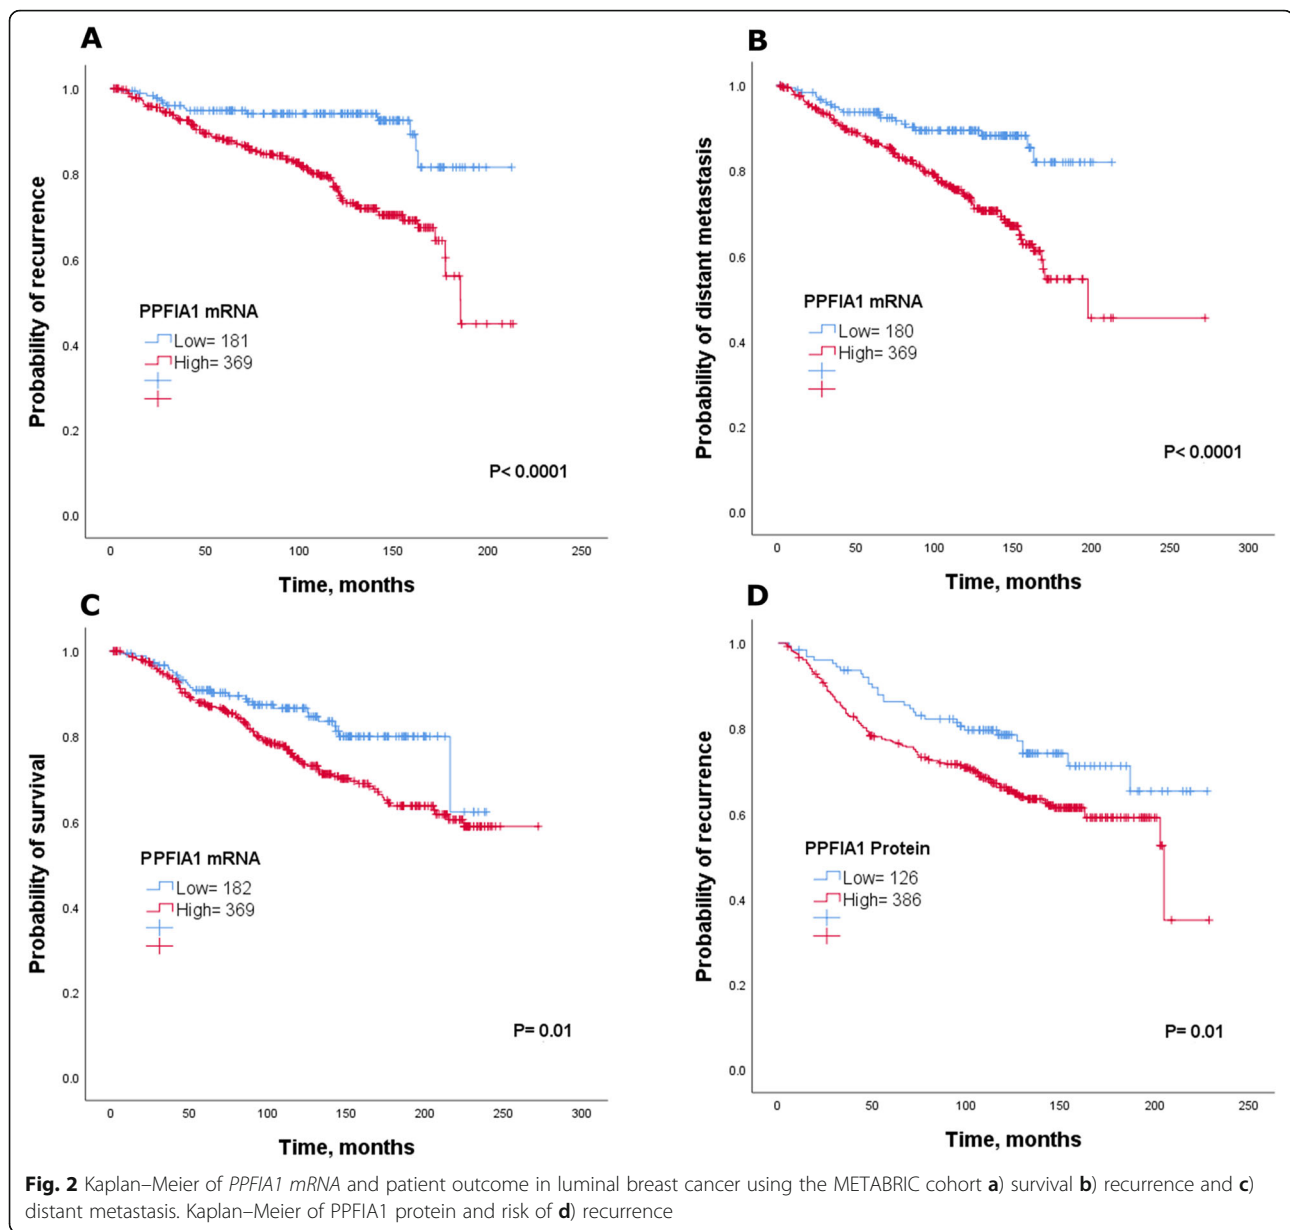 A
1.0
0.8
0.6
0.4
0.2
0.0
Probability of recurrence
PPFIA1 mRNA
Low= 181
High= 369
P< 0.0001
0 50 100 150 200 250
Time, months
B
1.0
0.8
0.6
0.4
0.2
0.0
Probability of distant metastasis
PPFIA1 mRNA
Low= 180
High= 369
P< 0.0001
0 50 100 150 200 250 300
Time, months
C
1.0
0.8
0.6
0.4
0.2
0.0
Probability of survival
PPFIA1 mRNA
Low= 182
High= 369
P= 0.01
0 50 100 150 200 250 300
Time, months
D
1.0
0.8
0.6
0.4
0.2
0.0
Probability of recurrence
PPFIA1 Protein
Low= 126
High= 386
P= 0.01
0 50 100 150 200 250
Time, months
Fig. 2 Kaplan–Meier of PPFIA1 mRNA and patient outcome in luminal breast cancer using the METABRIC cohort a) survival b) recurrence and c)
distant metastasis. Kaplan–Meier of PPFIA1 protein and risk of d) recurrence